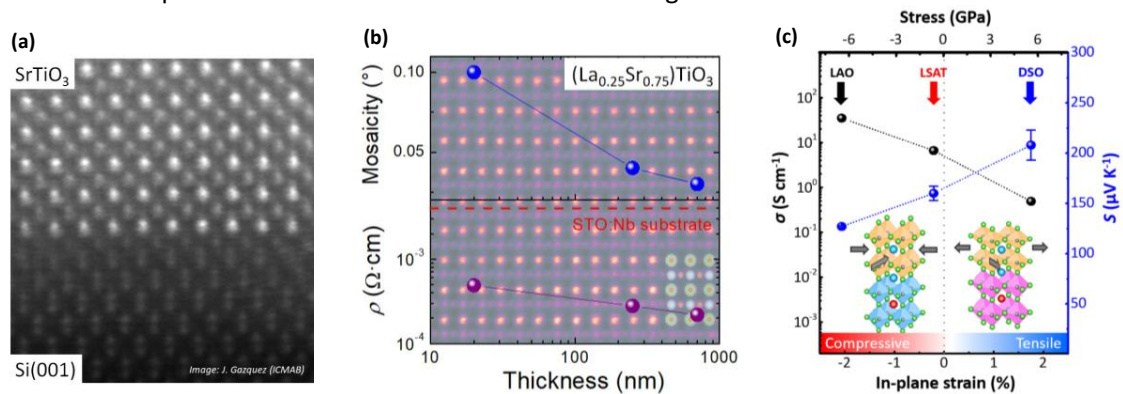 (a)
SrTiO3
Si(001)
Image: J. Gazquez (ICMAB)
(b)
(La0.25Sr0.75)TiO3
Mosaicity (°)
0.10
0.05
STO:Nb substrate
ρ (Ω·cm)
10-3
10-4
10 100 1000
Thickness (nm)
(c)
Stress (GPa)
-6 -3 0 3 6
LAO LSAT DSO
σ (S cm-1)
102
101
100
10-1
10-2
10-3
S (μV K-1)
300
250
200
150
100
50
Compressive Tensile
-2 -1 0 1 2
In-plane strain (%)